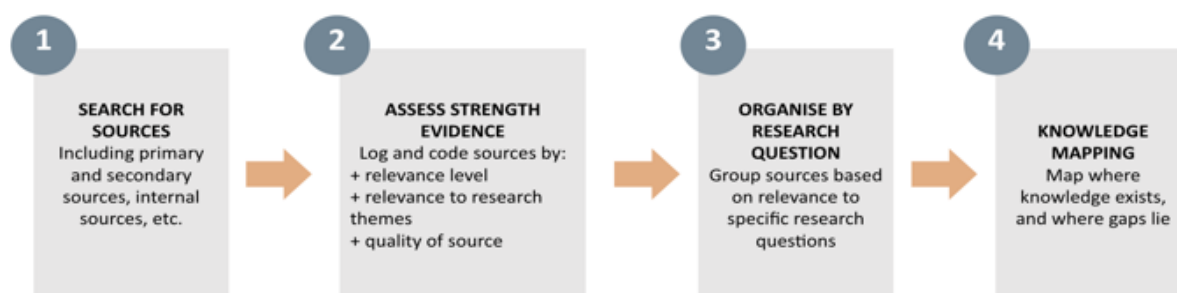 1
SEARCH FOR
SOURCES
Including primary
and secondary
sources, internal
sources, etc.
2
ASSESS STRENGTH
EVIDENCE
Log and code sources by:
+ relevance level
+ relevance to research
themes
+ quality of source
3
ORGANISE BY
RESEARCH
QUESTION
Group sources based
on relevance to
specific research
questions
4
KNOWLEDGE
MAPPING
Map where
knowledge exists,
and where gaps lie